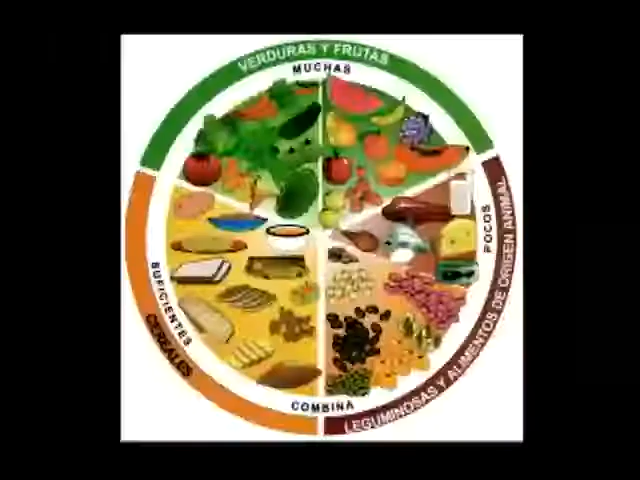 VERDURAS Y FRUTAS
MUCHAS
POCOS
LEGUMINOSAS Y ALIMENTOS DE ORIGEN ANIMAL
SUFICIENTES
CEREALES
COMBINA